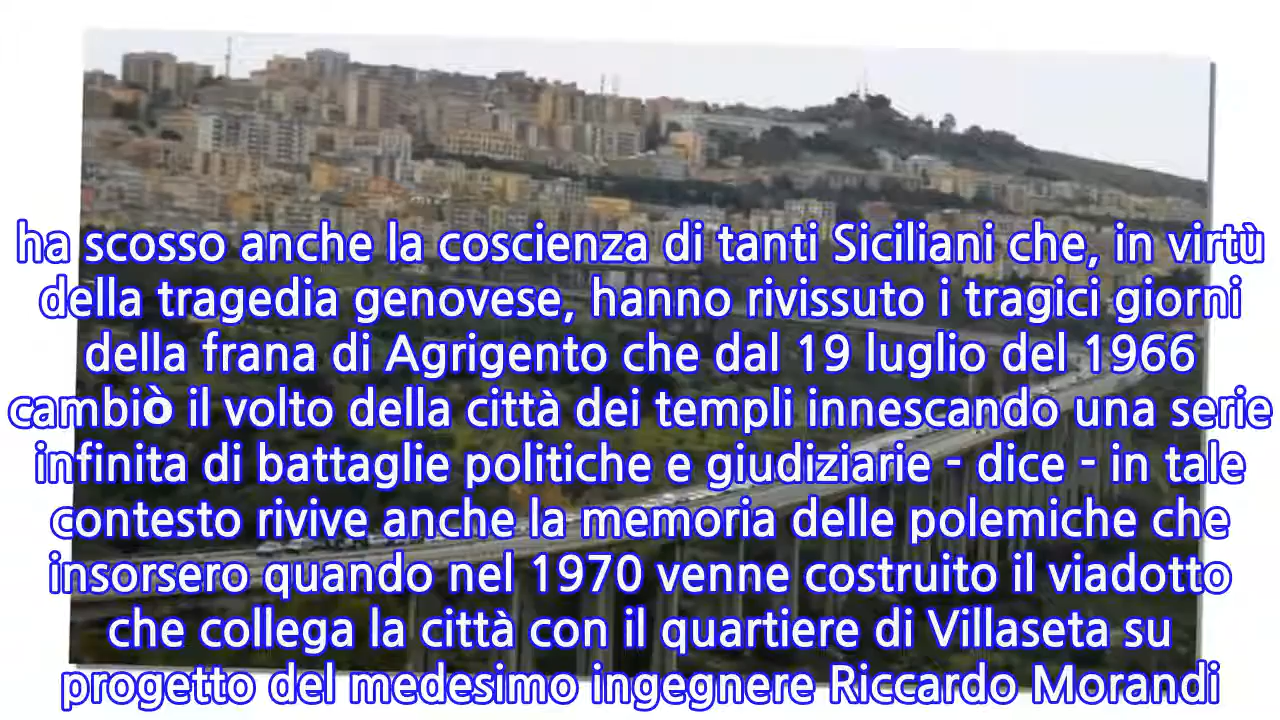 ha scosso anche la coscienza di tanti Siciliani che, in virtù
della tragedia genovese, hanno rivissuto i tragici giorni
della frana di Agrigento che dal 19 luglio del 1966
cambiò il volto della città dei templi innescando una serie
infinita di battaglie politiche e giudiziarie - dice - in tale
contesto rivive anche la memoria delle polemiche che
insorsero quando nel 1970 venne costruito il viadotto
che collega la città con il quartiere di Villaseta su
progetto del medesimo ingegnere Riccardo Morandi